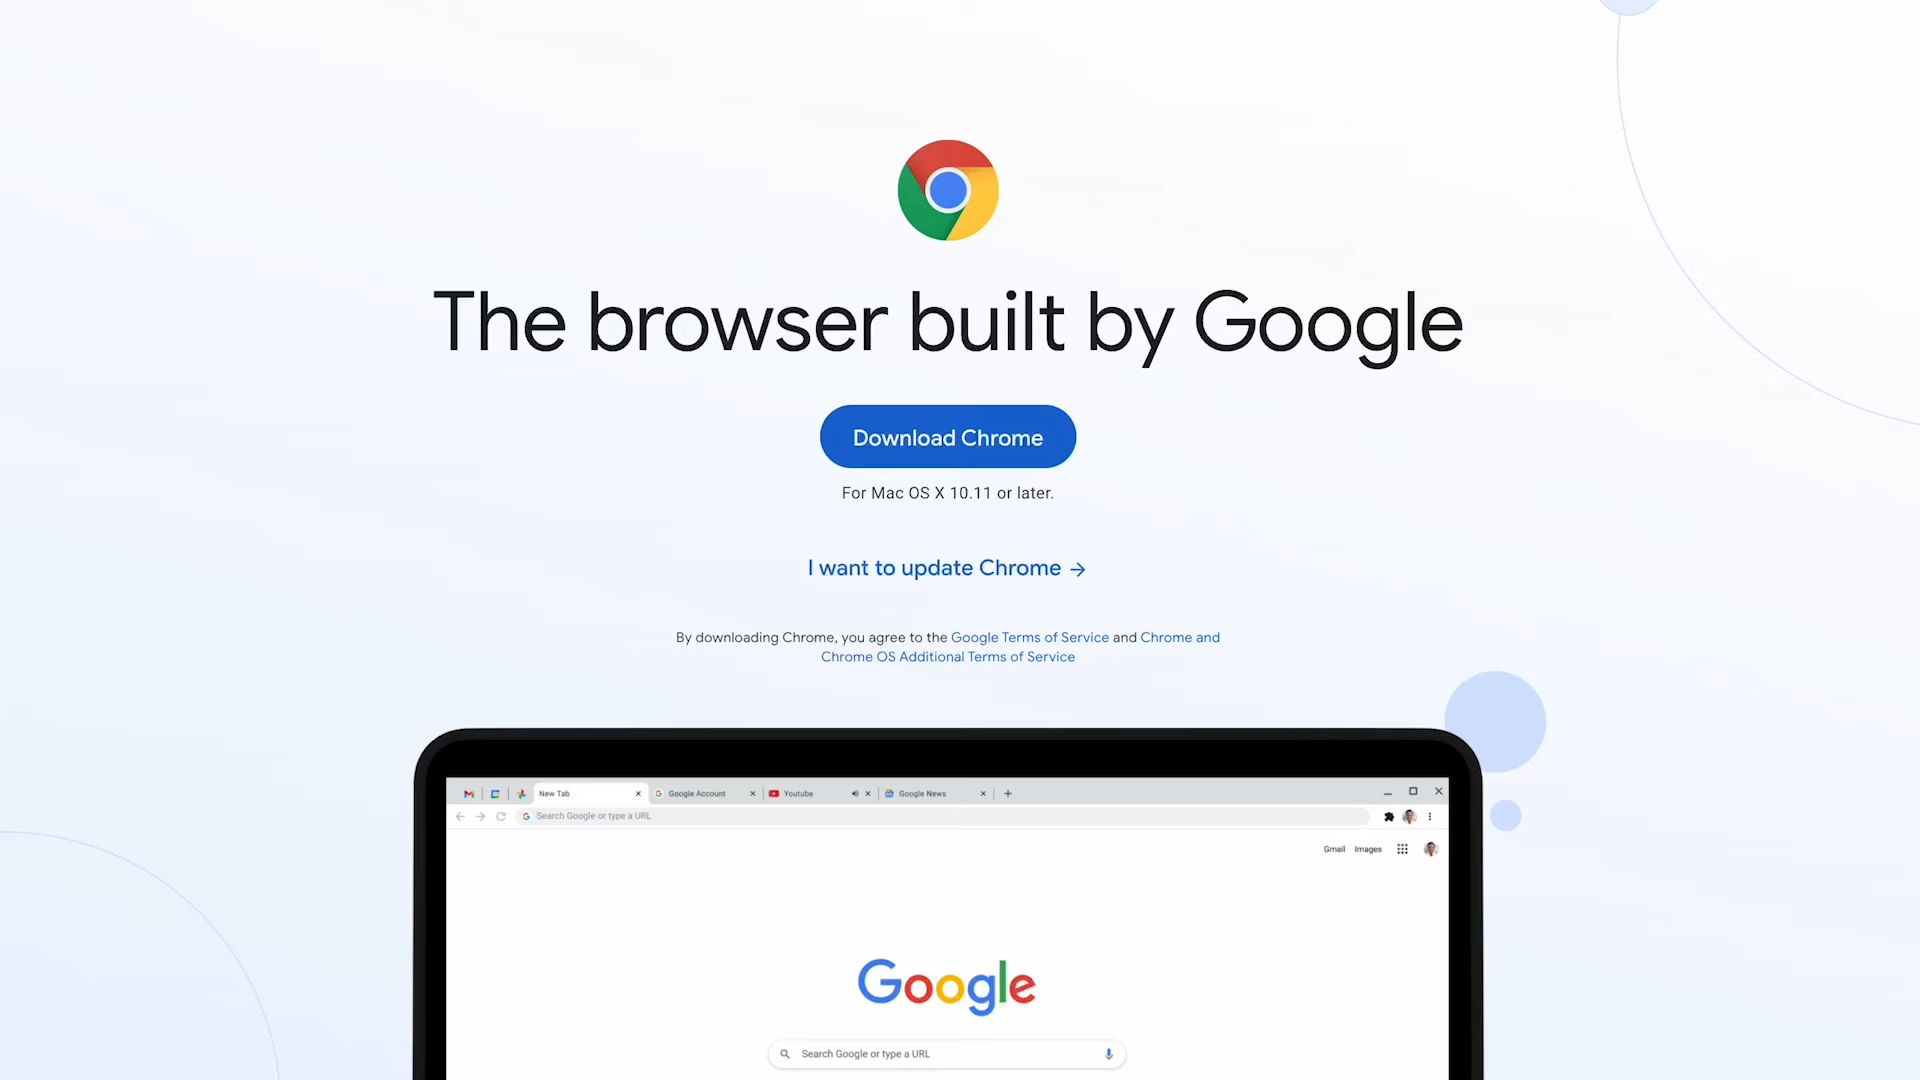 The browser built by Google
Download Chrome
For Mac OS X 10.11 or later.
I want to update Chrome →
By downloading Chrome, you agree to the Google Terms of Service and Chrome and
Chrome OS Additional Terms of Service
New Tab Google Account Youtube Google News
Search Google or type a URL
Gmail Images
Google
Search Google or type a URL